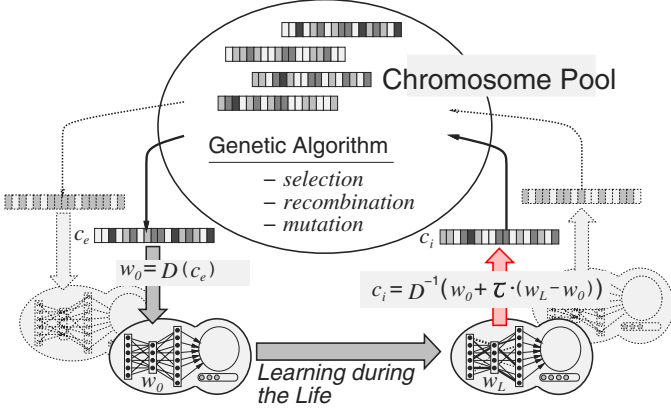 Chromosome Pool
Genetic Algorithm
– selection
– recombination
– mutation
c_e
c_i
w_0 = D(c_e)
c_i = D^{-1}(w_0 + τ·(w_L – w_0))
w_0
w_L
Learning during
the Life